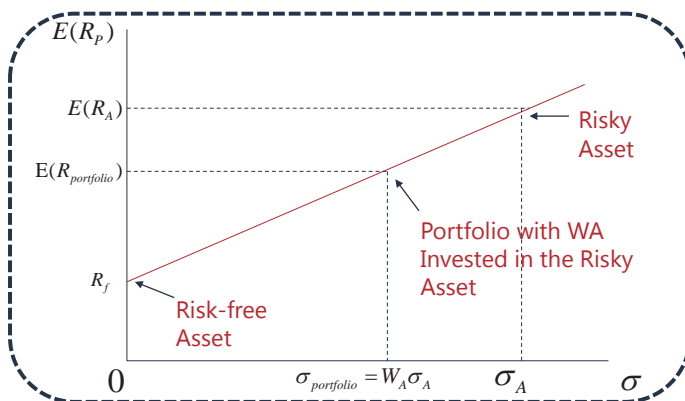 E(R_P)
E(R_A)
Risky
Asset
E(R_portfolio)
Portfolio with WA
Invested in the Risky
Asset
R_f
Risk-free
Asset
0
σ_portfolio = W_Aσ_A
σ_A
σ